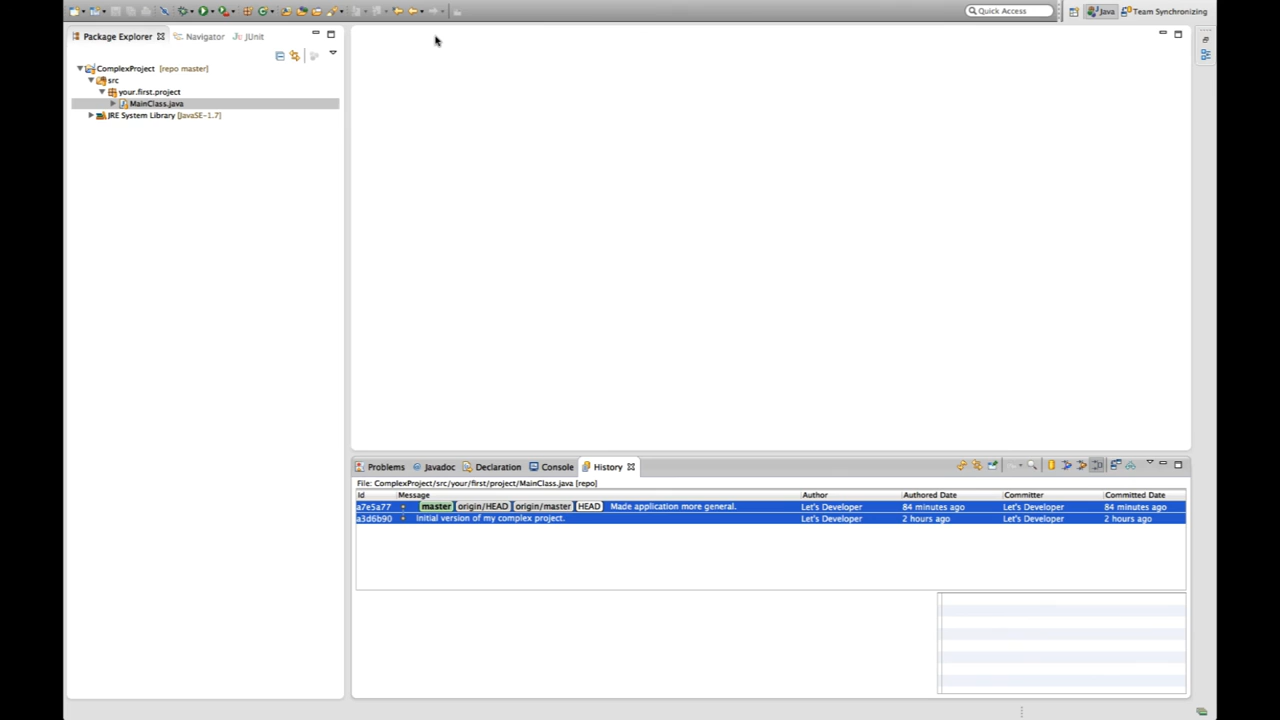 Quick Access
Java
Team Synchronizing
Package Explorer
Navigator
JUnit
ComplexProject [repo master]
src
your.first.project
MainClass.java
JRE System Library [JavaSE-1.7]
Problems
Javadoc
Declaration
Console
History
File: ComplexProject/src/your/first/project/MainClass.java [repo]
Id Message Author Authored Date Committer Committed Date
a7e5a77 master origin/HEAD origin/master HEAD Made application more general. Let's Developer 84 minutes ago Let's Developer 84 minutes ago
a3d6b90 Initial version of my complex project. Let's Developer 2 hours ago Let's Developer 2 hours ago